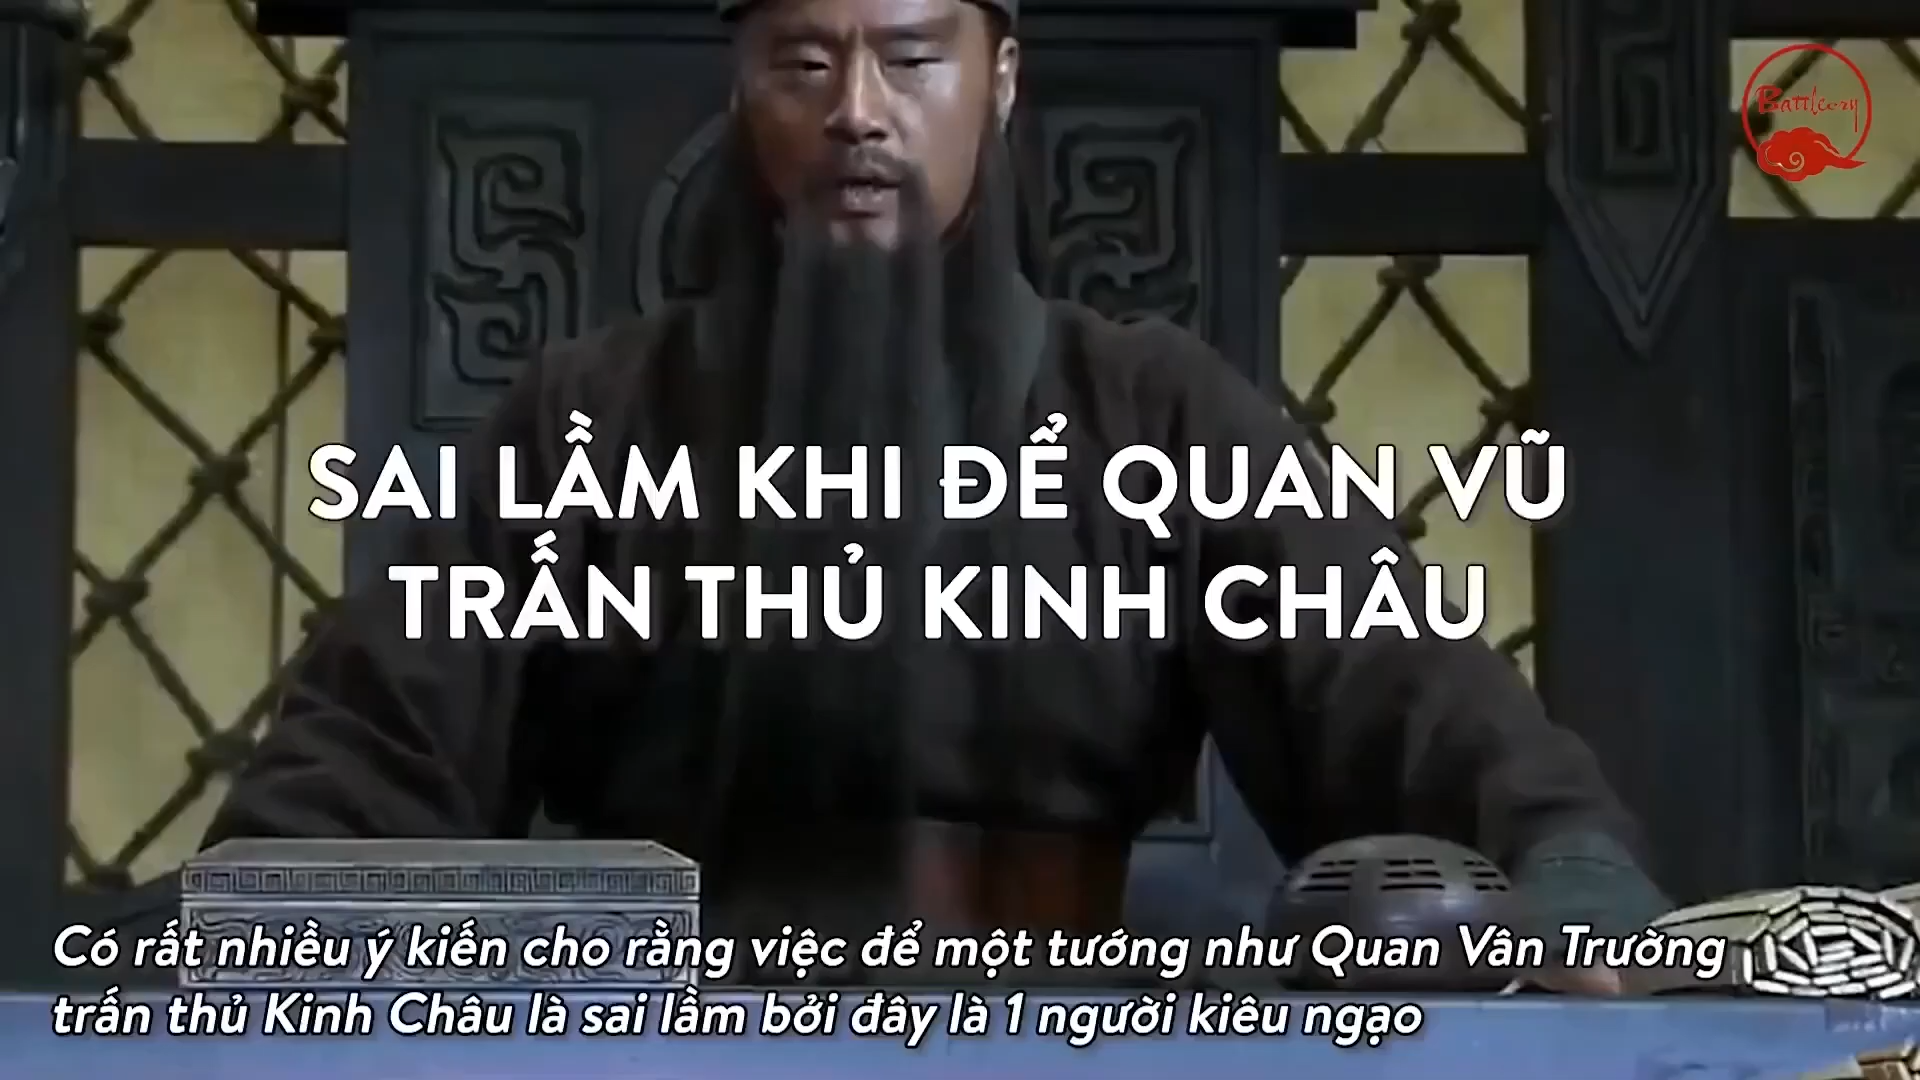 Battlecry
SAI LẦM KHI ĐỂ QUAN VŨ
TRẤN THỦ KINH CHÂU
Có rất nhiều ý kiến cho rằng việc để một tướng như Quan Vân Trường
trấn thủ Kinh Châu là sai lầm bởi đây là 1 người kiêu ngạo